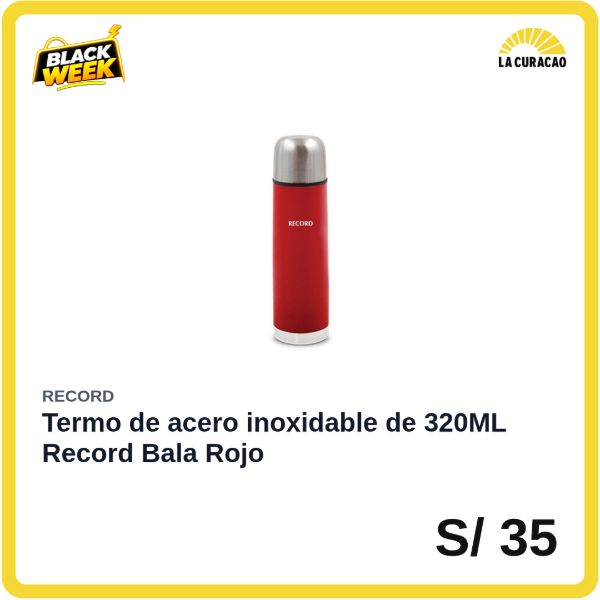 BLACK
WEEK
LA CURACAO
RECORD
RECORD
Termo de acero inoxidable de 320ML
Record Bala Rojo
S/ 35